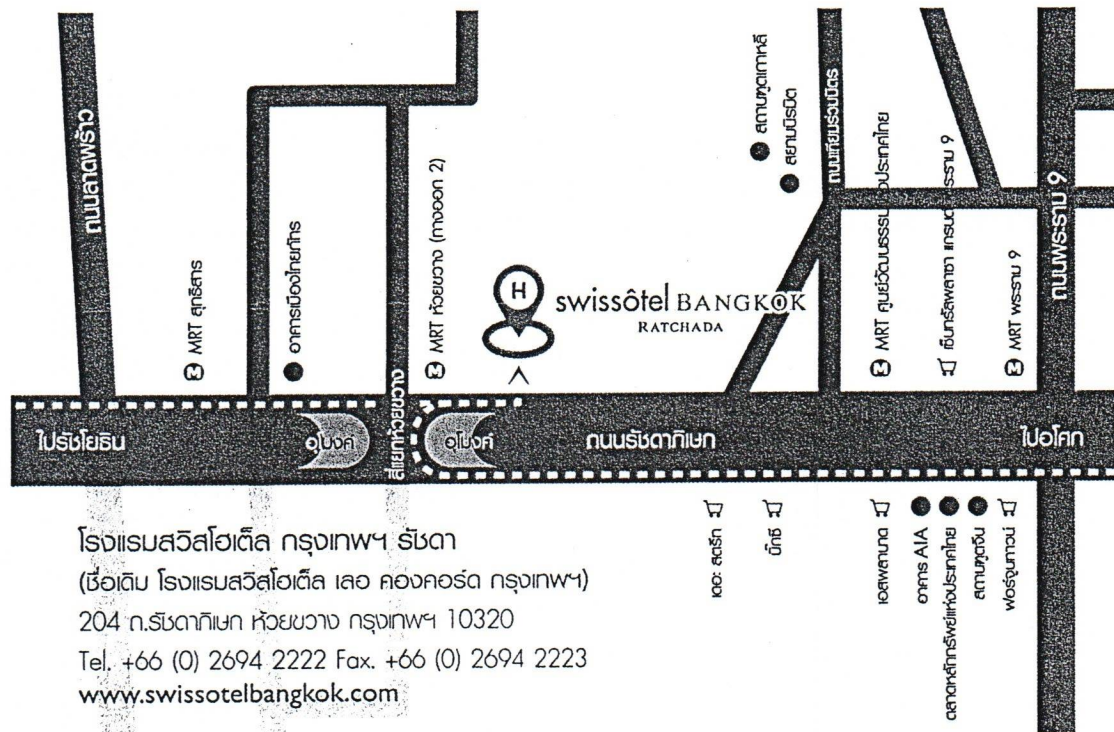 ถนนลาดพร้าว
MRT สุทธิสาร
อาคารเมืองไทยภัทร
MRT ห้วยขวาง (ทางออก 2)
H
swissôtel BANGKOK
RATCHADA
สถานทูตเกาหลี
สยามนิรมิต
ถนนเทียมร่วมมิตร
MRT ศูนย์วัฒนธรรม
ประเทศไทย
เซ็นทรัลพลาซา แกรนด์
พระราม 9
MRT พระราม 9
ถนนพระราม 9
ไปรัชโยธิน
อุโมงค์
สี่แยกห้วยขวาง
อุโมงค์
ถนนรัชดาภิเษก
ไปอโศก
เดอะ สตรีท
บิ๊กซี
เอสพลานาด
อาคาร AIA
ตลาดหลักทรัพย์แห่งประเทศไทย
สถานทูตจีน
ฟอร์จูนทาวน์
โรงแรมสวิสโฮเต็ล กรุงเทพฯ รัชดา
(ชื่อเดิม โรงแรมสวิสโฮเต็ล เลอ คองคอร์ด กรุงเทพฯ)
204 ถ.รัชดาภิเษก ห้วยขวาง กรุงเทพฯ 10320
Tel. +66 (0) 2694 2222 Fax. +66 (0) 2694 2223
www.swissotelbangkok.com